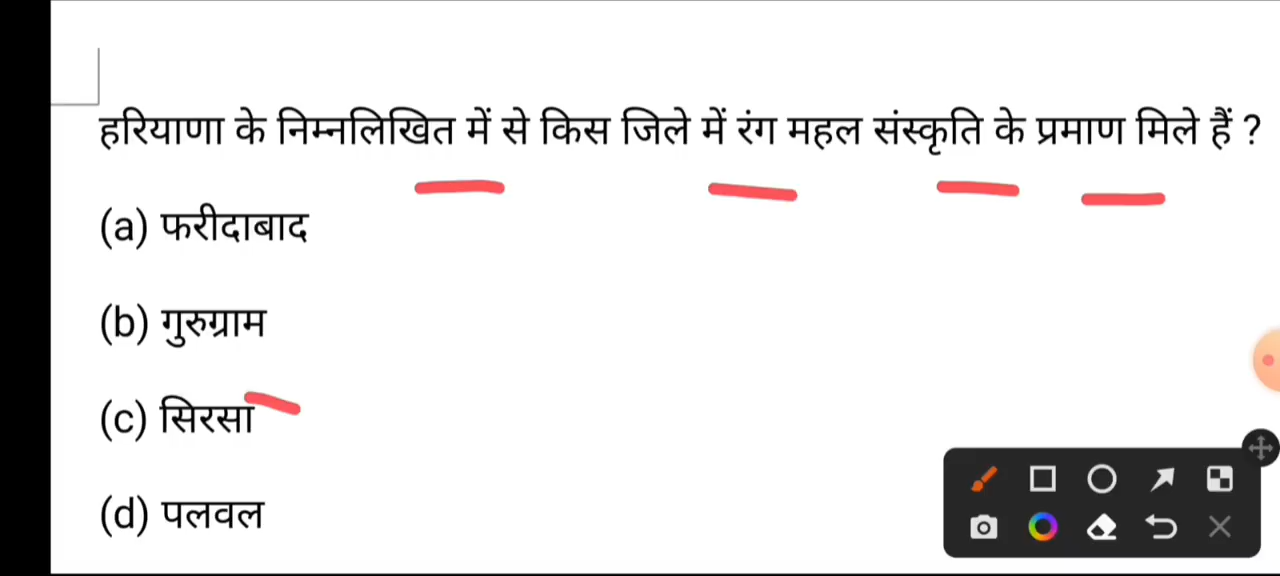 हरियाणा के निम्नलिखित में से किस जिले में रंग महल संस्कृति के प्रमाण मिले हैं ?
(a) फरीदाबाद
(b) गुरुग्राम
(c) सिरसा
(d) पलवल